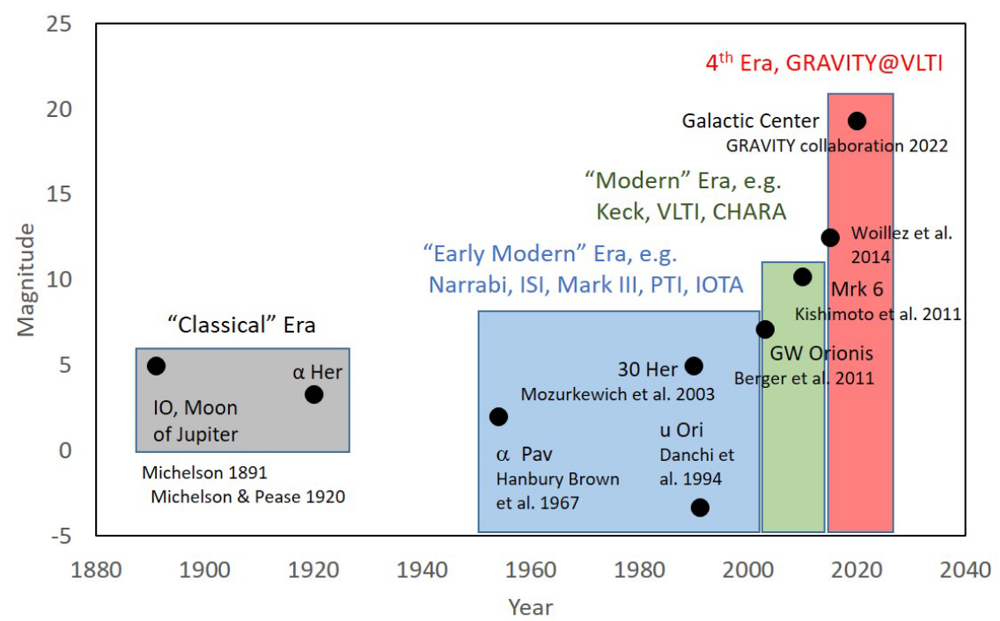 25
20
15
10
5
0
-5
Magnitude
1880
1900
1920
1940
1960
1980
2000
2020
2040
Year
“Classical” Era
IO, Moon
of Jupiter
α Her
Michelson 1891
Michelson & Pease 1920
“Early Modern” Era, e.g.
Narrabi, ISI, Mark III, PTI, IOTA
30 Her
Mozurkewich et al. 2003
α Pav
Hanbury Brown
et al. 1967
u Ori
Danchi et
al. 1994
“Modern” Era, e.g.
Keck, VLTI, CHARA
GW Orionis
Berger et al. 2011
Mrk 6
Kishimoto et al. 2011
4th Era, GRAVITY@VLTI
Galactic Center
GRAVITY collaboration 2022
Woillez et al.
2014